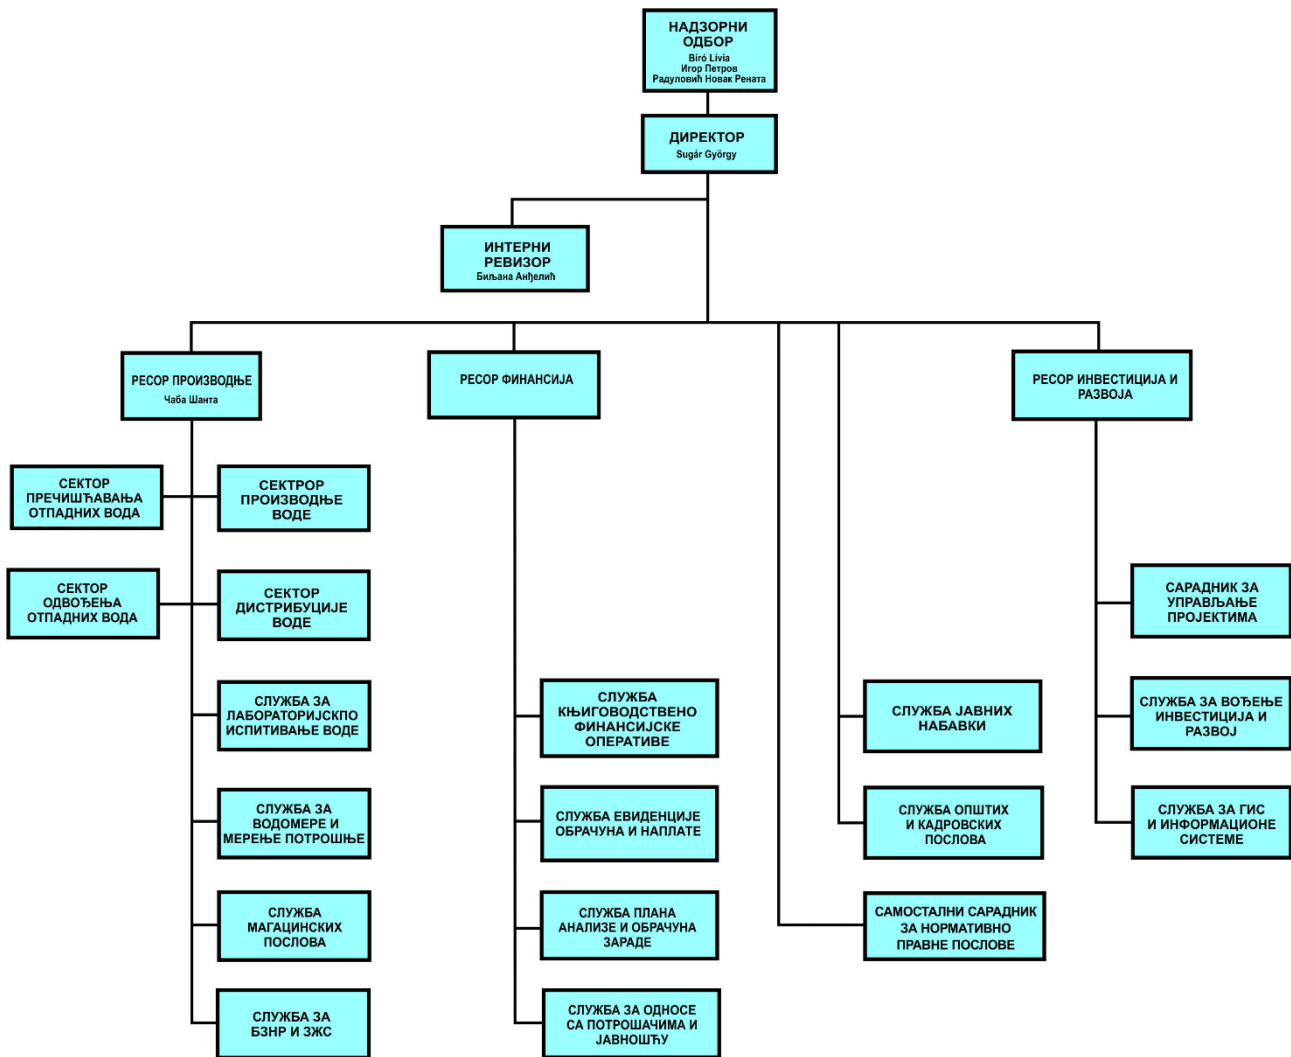 НАДЗОРНИ
ОДБОР
Bíró Lívia
Игор Петров
Радуловић Новак Рената
ДИРЕКТОР
Sugár György
ИНТЕРНИ
РЕВИЗОР
Биљана Анђелић
РЕСОР ПРОИЗВОДЊЕ
Чаба Шанта
РЕСОР ФИНАНСИЈА
РЕСОР ИНВЕСТИЦИЈА И
РАЗВОЈА
СЕКТОР
ПРЕЧИШЋАВАЊА
ОТПАДНИХ ВОДА
СЕКТРОР
ПРОИЗВОДЊЕ
ВОДЕ
СЕКТОР
ОДВОЂЕЊА
ОТПАДНИХ ВОДА
СЕКТОР
ДИСТРИБУЦИЈЕ
ВОДЕ
СЛУЖБА ЗА
ЛАБОРАТОРИЈСКПО
ИСПИТИВАЊЕ ВОДЕ
СЛУЖБА ЗА
ВОДОМЕРЕ И
МЕРЕЊЕ ПОТРОШЊЕ
СЛУЖБА
МАГАЦИНСКИХ
ПОСЛОВА
СЛУЖБА ЗА
БЗНР И ЗЖС
СЛУЖБА
КЊИГОВОДСТВЕНО
ФИНАНСИЈСКЕ
ОПЕРАТИВЕ
СЛУЖБА ЕВИДЕНЦИЈЕ
ОБРАЧУНА И НАПЛАТЕ
СЛУЖБА ПЛАНА
АНАЛИЗЕ И ОБРАЧУНА
ЗАРАДЕ
СЛУЖБА ЗА ОДНОСЕ
СА ПОТРОШАЧИМА И
ЈАВНОШЋУ
СЛУЖБА ЈАВНИХ
НАБАВКИ
СЛУЖБА ОПШТИХ
И КАДРОВСКИХ
ПОСЛОВА
САМОСТАЛНИ САРАДНИК
ЗА НОРМАТИВНО
ПРАВНЕ ПОСЛОВЕ
САРАДНИК ЗА
УПРАВЉАЊЕ
ПРОЈЕКТИМА
СЛУЖБА ЗА ВОЂЕЊЕ
ИНВЕСТИЦИЈА И
РАЗВОЈ
СЛУЖБА ЗА ГИС
И ИНФОРМАЦИОНЕ
СИСТЕМЕ